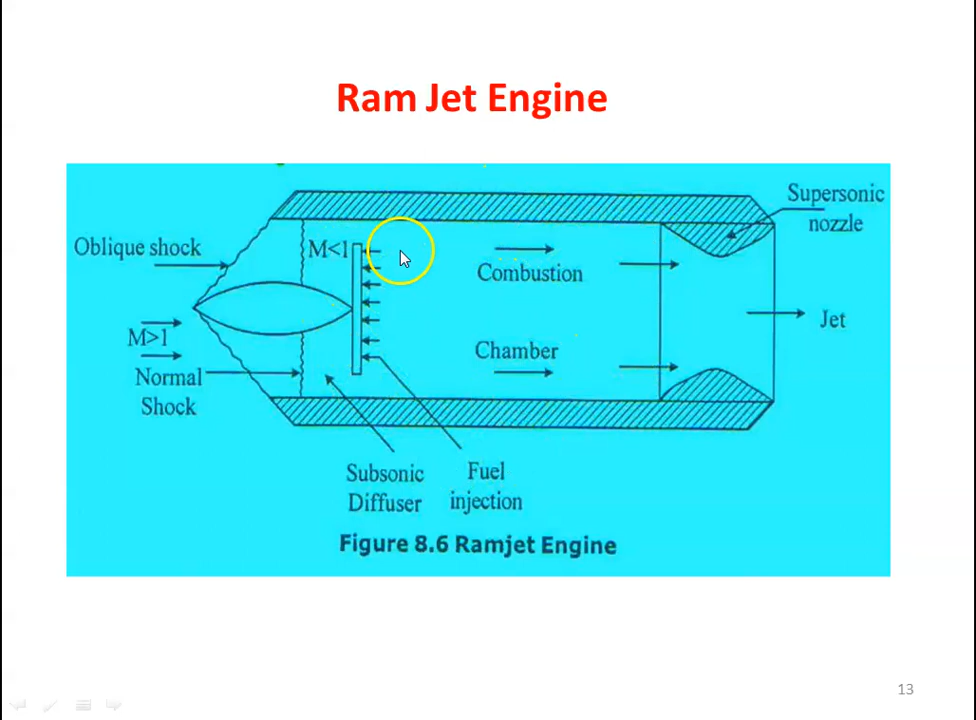 Ram Jet Engine
Supersonic
nozzle
Oblique shock
M<1
Combustion
M>1
Jet
Chamber
Normal
Shock
Subsonic
Diffuser
Fuel
injection
Figure 8.6 Ramjet Engine
13